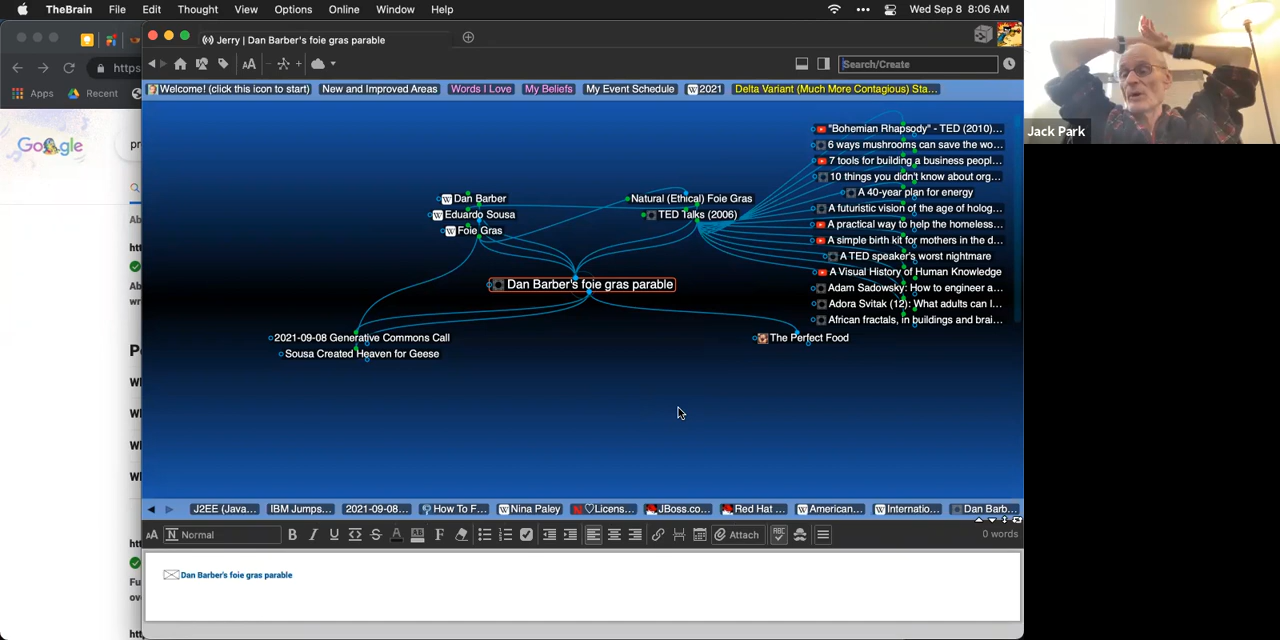 TheBrain File Edit Thought View Options Online Window Help Wed Sep 8 8:06 AM
Jerry | Dan Barber's foie gras parable
https
Search/Create
Apps Recent
Welcome! (click this icon to start) New and Improved Areas Words I Love My Beliefs My Event Schedule 2021 Delta Variant (Much More Contagious) Sta...
Google
pr
"Bohemian Rhapsody" - TED (2010)...
6 ways mushrooms can save the wo...
7 tools for building a business peopl...
10 things you didn't know about org...
A 40-year plan for energy
A futuristic vision of the age of holog...
A practical way to help the homeless...
A simple birth kit for mothers in the d...
A TED speaker's worst nightmare
A Visual History of Human Knowledge
Adam Sadowsky: How to engineer a...
Adora Svitak (12): What adults can l...
African fractals, in buildings and brai...
Dan Barber
Eduardo Sousa
Foie Gras
Natural (Ethical) Foie Gras
TED Talks (2006)
Dan Barber's foie gras parable
2021-09-08 Generative Commons Call
Sousa Created Heaven for Geese
The Perfect Food
J2EE (Java... IBM Jumps... 2021-09-08... How To F... Nina Paley ♡Licens... JBoss.co... Red Hat ... American... Internatio... Dan Barb...
Normal B I U S A F Attach 0 words
Dan Barber's foie gras parable
Jack Park